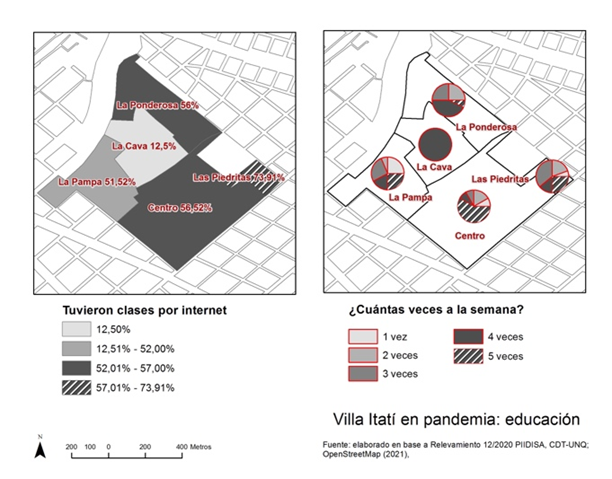 La Ponderosa 56%
La Cava 12,5%
Las Piedritas 73,91%
La Pampa 51,52%
Centro 56,52%
La Ponderosa
La Cava
Las Piedritas
La Pampa
Centro
Tuvieron clases por internet
12,50%
12,51% - 52,00%
52,01% - 57,00%
57,01% - 73,91%
¿Cuántas veces a la semana?
1 vez
2 veces
3 veces
4 veces
5 veces
Villa Itatí en pandemia: educación
N
200 100 0 200 400 Metros
Fuente: elaborado en base a Relevamiento 12/2020 PIIDISA, CDT-UNQ;
OpenStreetMap (2021),